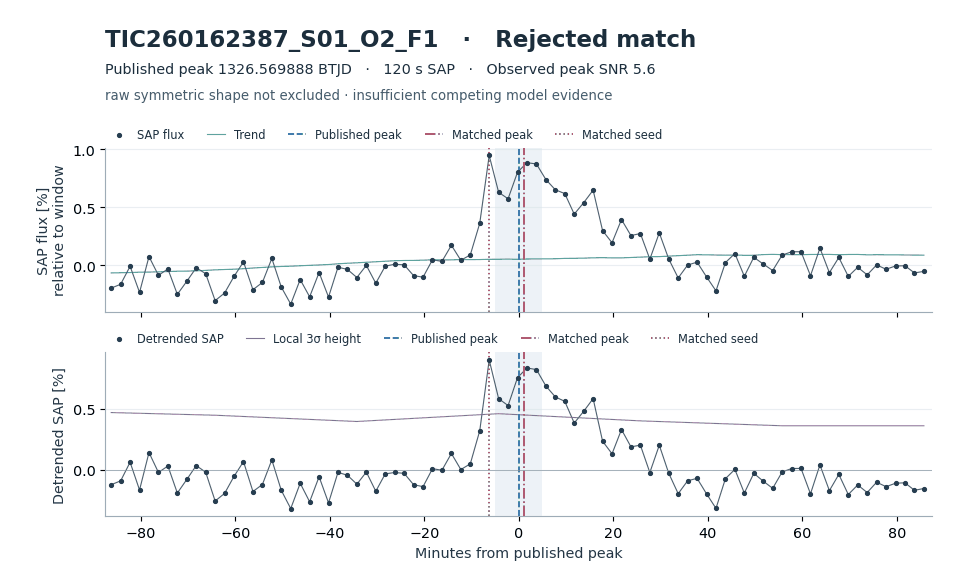 TIC260162387_S01_O2_F1 · Rejected match
Published peak 1326.569888 BTJD · 120 s SAP · Observed peak SNR 5.6
raw symmetric shape not excluded · insufficient competing model evidence
SAP flux Trend Published peak Matched peak Matched seed
SAP flux [%]
relative to window
1.0
0.5
0.0
Detrended SAP Local 3σ height Published peak Matched peak Matched seed
Detrended SAP [%]
0.5
0.0
−80 −60 −40 −20 0 20 40 60 80
Minutes from published peak